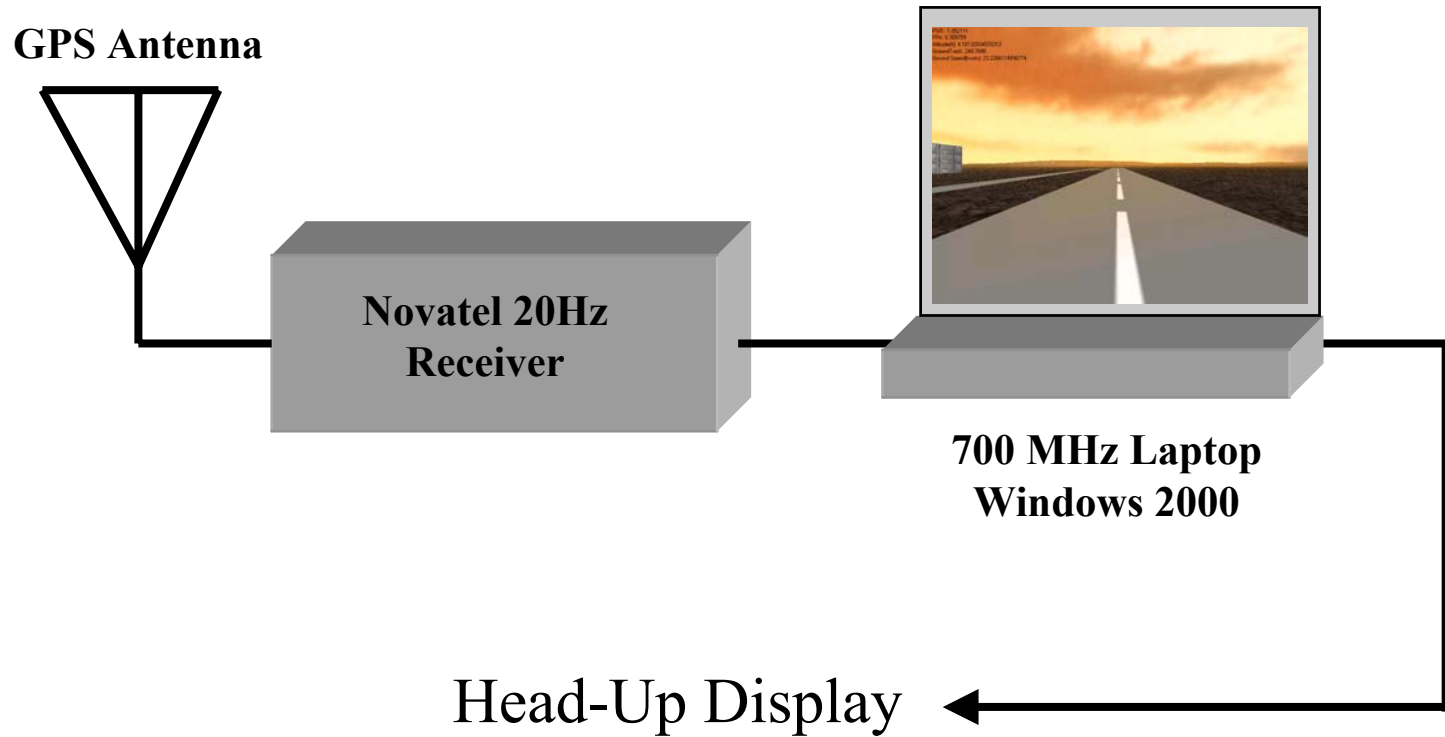 GPS Antenna
Novatel 20Hz
Receiver
700 MHz Laptop
Windows 2000
Head-Up Display